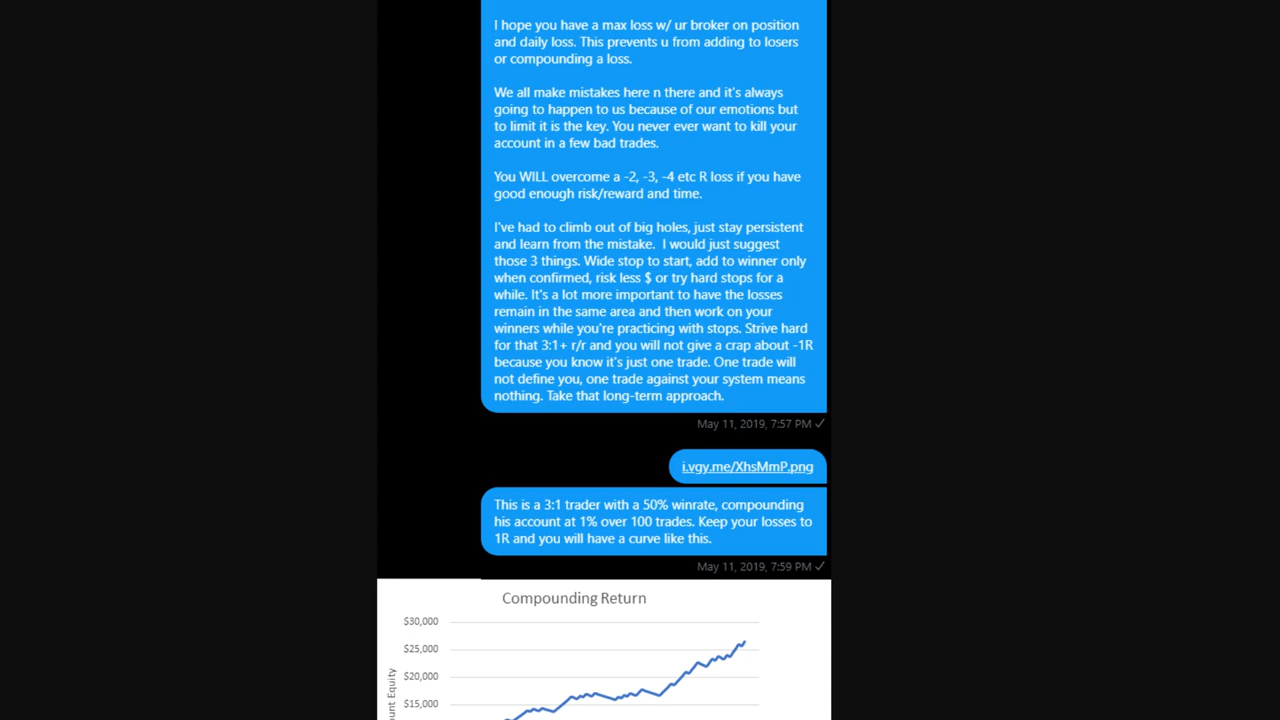 I hope you have a max loss w/ ur broker on position
and daily loss. This prevents u from adding to losers
or compounding a loss.
We all make mistakes here n there and it's always
going to happen to us because of our emotions but
to limit it is the key. You never ever want to kill your
account in a few bad trades.
You WILL overcome a -2, -3, -4 etc R loss if you have
good enough risk/reward and time.
I've had to climb out of big holes, just stay persistent
and learn from the mistake.  I would just suggest
those 3 things. Wide stop to start, add to winner only
when confirmed, risk less $ or try hard stops for a
while. It's a lot more important to have the losses
remain in the same area and then work on your
winners while you're practicing with stops. Strive hard
for that 3:1+ r/r and you will not give a crap about -1R
because you know it's just one trade. One trade will
not define you, one trade against your system means
nothing. Take that long-term approach.
May 11, 2019, 7:57 PM ✓
i.vgy.me/XhsMmP.png
This is a 3:1 trader with a 50% winrate, compounding
his account at 1% over 100 trades. Keep your losses to
1R and you will have a curve like this.
May 11, 2019, 7:59 PM ✓
Compounding Return
$30,000
$25,000
$20,000
$15,000
ount Equity